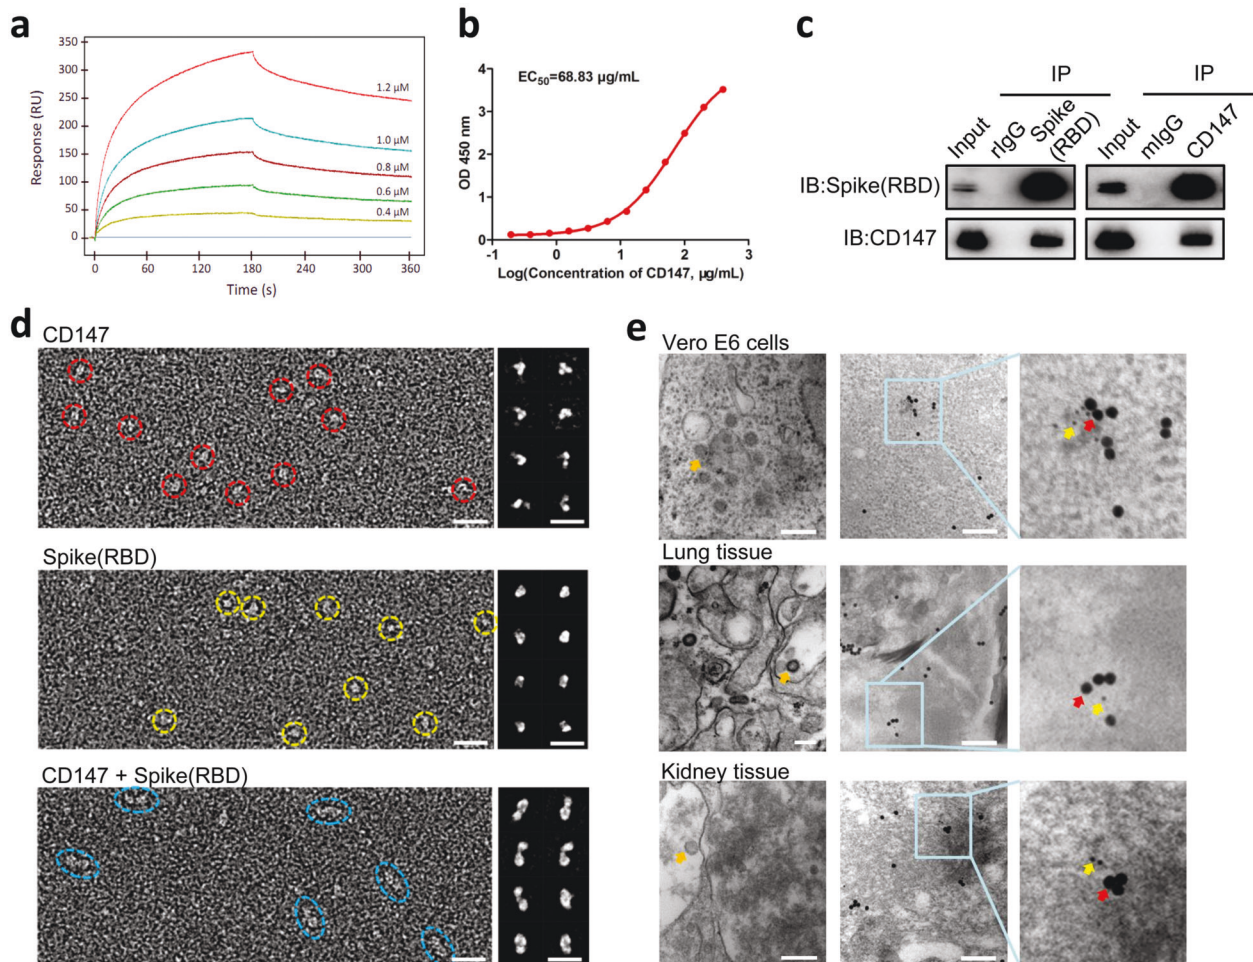 a
350
300
250
200
150
100
50
0
Response (RU)
1.2 µM
1.0 µM
0.8 µM
0.6 µM
0.4 µM
0
60
120
180
240
300
360
Time (s)
b
EC50=68.83 µg/mL
4
3
2
1
0
OD 450 nm
-1
0
1
2
3
Log(Concentration of CD147, µg/mL)
c
IP
IP
Input
rIgG
Spike
(RBD)
Input
mIgG
CD147
IB:Spike(RBD)
IB:CD147
d
CD147
Spike(RBD)
CD147 + Spike(RBD)
e
Vero E6 cells
Lung tissue
Kidney tissue